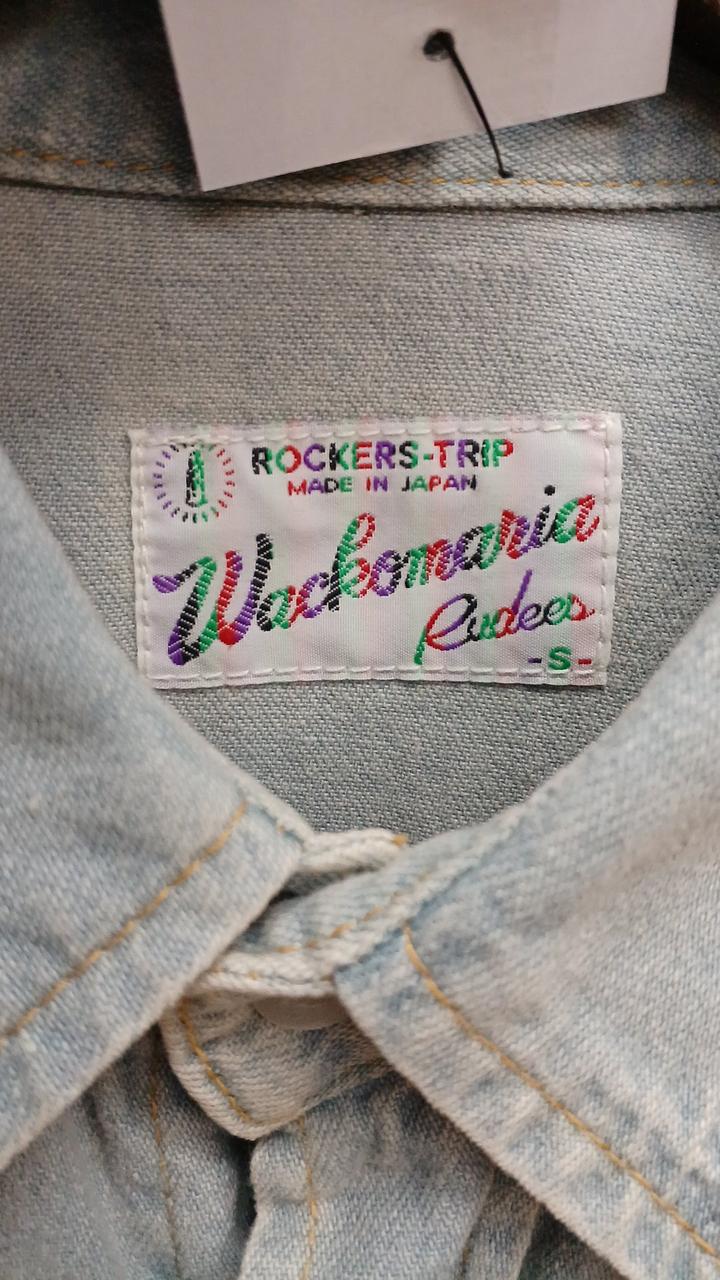 ROCKERS-TRIP
MADE IN JAPAN
Wackomaria
Rudees
-S-